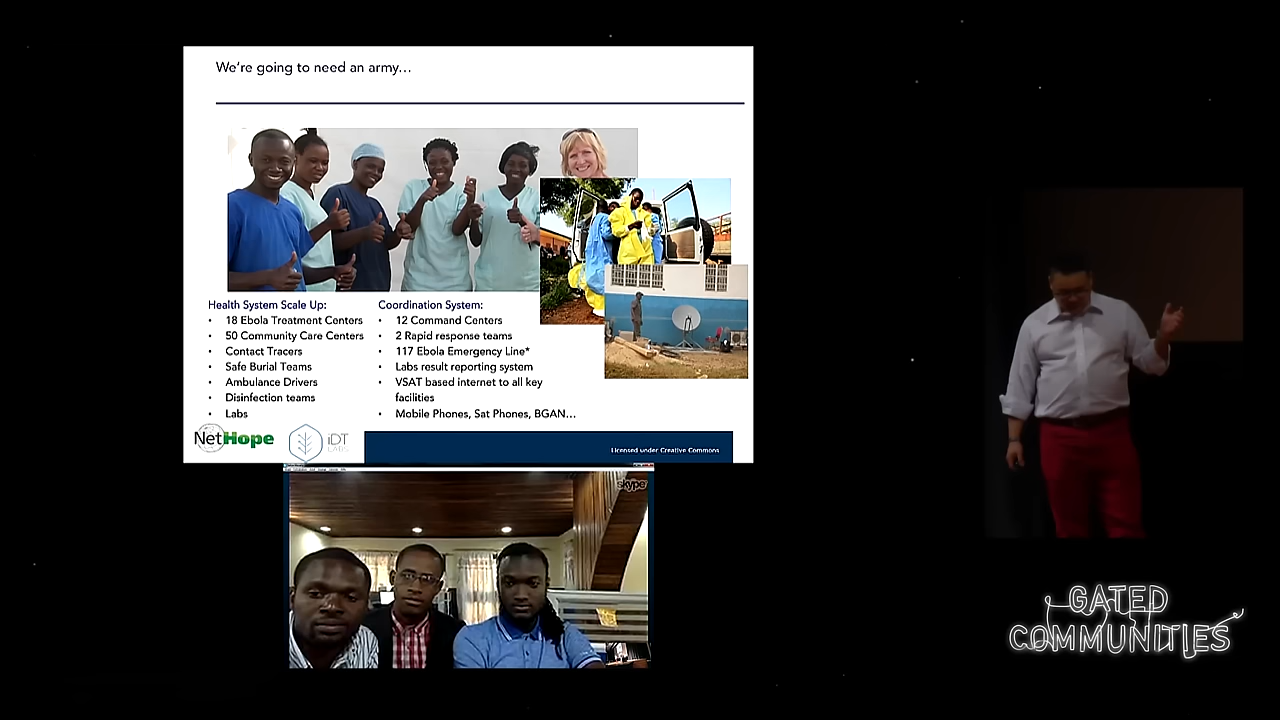 We're going to need an army...
Health System Scale Up:
• 18 Ebola Treatment Centers
• 50 Community Care Centers
• Contact Tracers
• Safe Burial Teams
• Ambulance Drivers
• Disinfection teams
• Labs
Coordination System:
• 12 Command Centers
• 2 Rapid response teams
• 117 Ebola Emergency Line*
• Labs result reporting system
• VSAT based internet to all key
facilities
• Mobile Phones, Sat Phones, BGAN...
NetHope
iDT
LABS
Licensed under Creative Commons
skype
GATED
COMMUNITIES